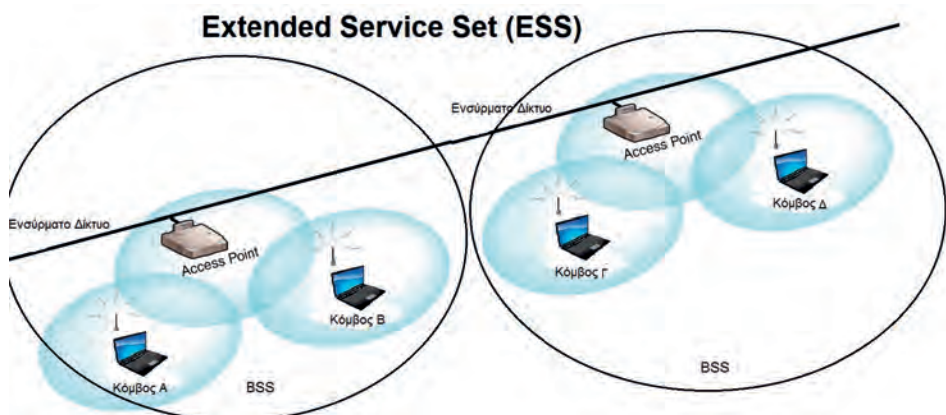 Extended Service Set (ESS)
Ενσύρματο Δίκτυο
Access Point
Κόμβος Δ
Κόμβος Γ
BSS
Ενσύρματο Δίκτυο
Access Point
Κόμβος Β
Κόμβος Α
BSS